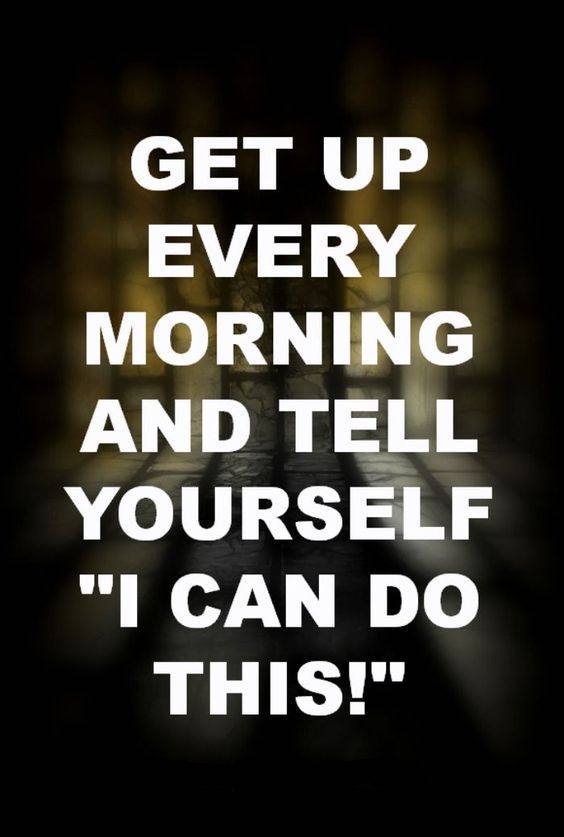 GET UP
EVERY
MORNING
AND TELL
YOURSELF
"I CAN DO
THIS!"